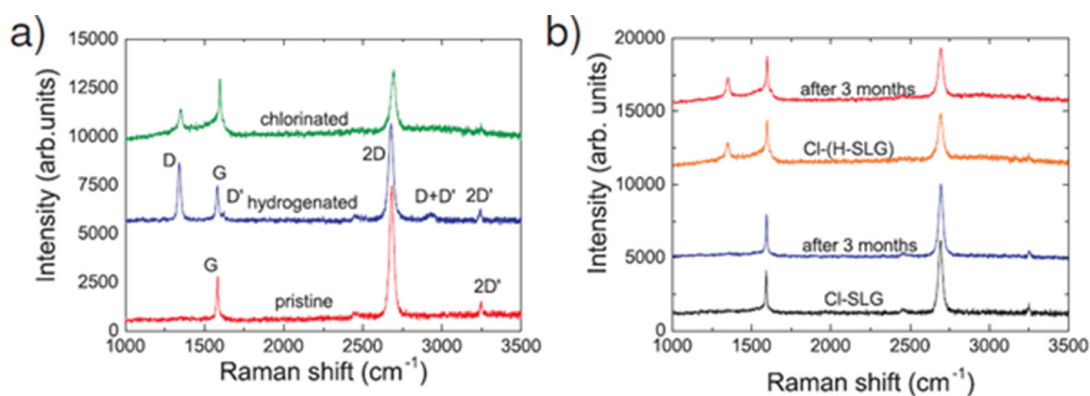 a)
Intensity (arb.units)
15000
12500
10000
7500
5000
2500
0
chlorinated
D
G
D'
hydrogenated
2D
D+D'
2D'
G
pristine
2D'
1000 1500 2000 2500 3000 3500
Raman shift (cm⁻¹)
b)
Intensity (arb. units)
20000
15000
10000
5000
0
after 3 months
Cl-(H-SLG)
after 3 months
Cl-SLG
1000 1500 2000 2500 3000 3500
Raman shift (cm⁻¹)